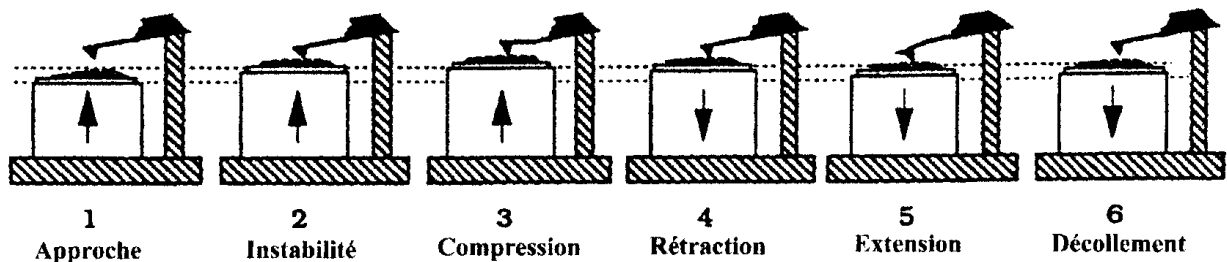 1 2 3 4 5 6
Approche Instabilité Compression Rétraction Extension Décollement